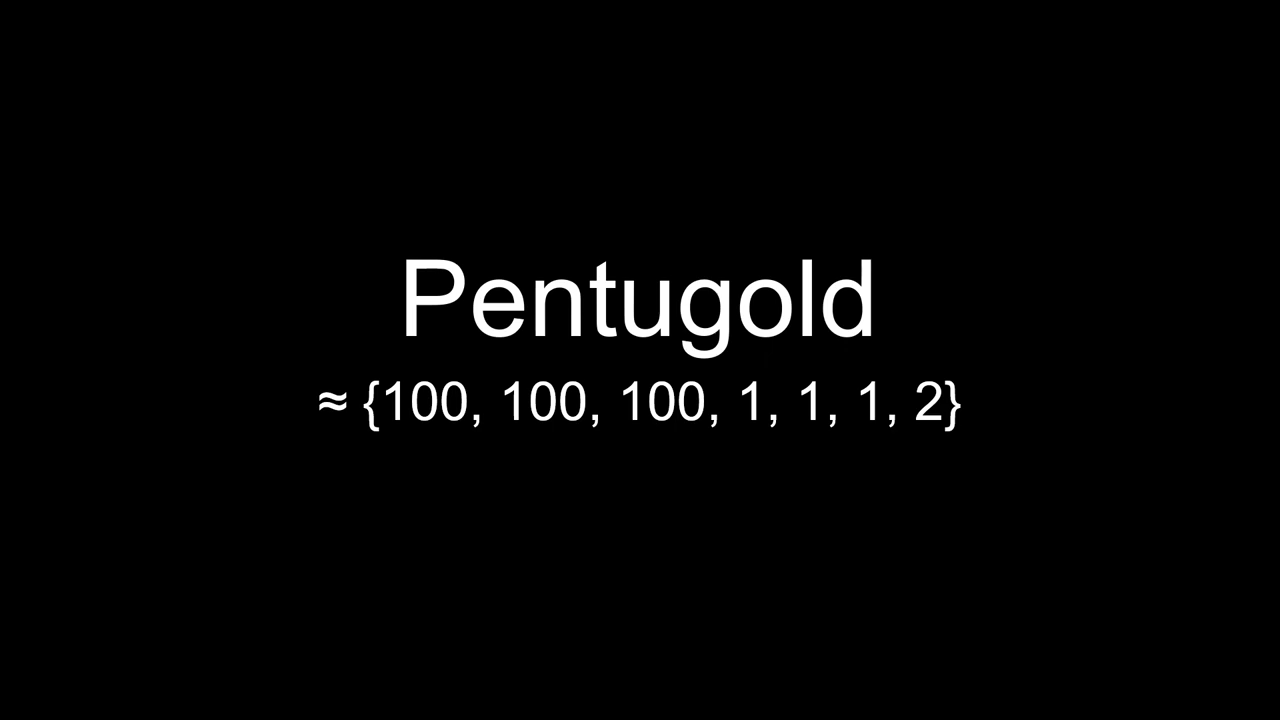 Pentugold
≈ {100, 100, 100, 1, 1, 1, 2}